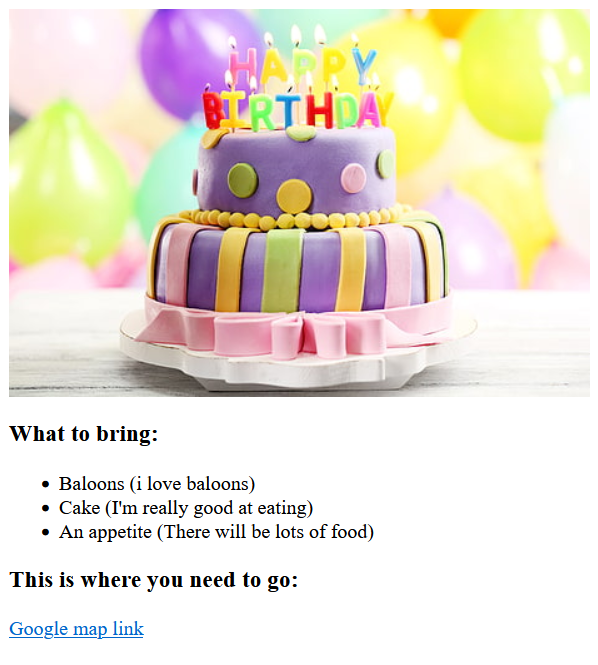 HAPPY
BIRTHDAY
What to bring:
Baloons (i love baloons)
Cake (I'm really good at eating)
An appetite (There will be lots of food)
This is where you need to go:
Google map link